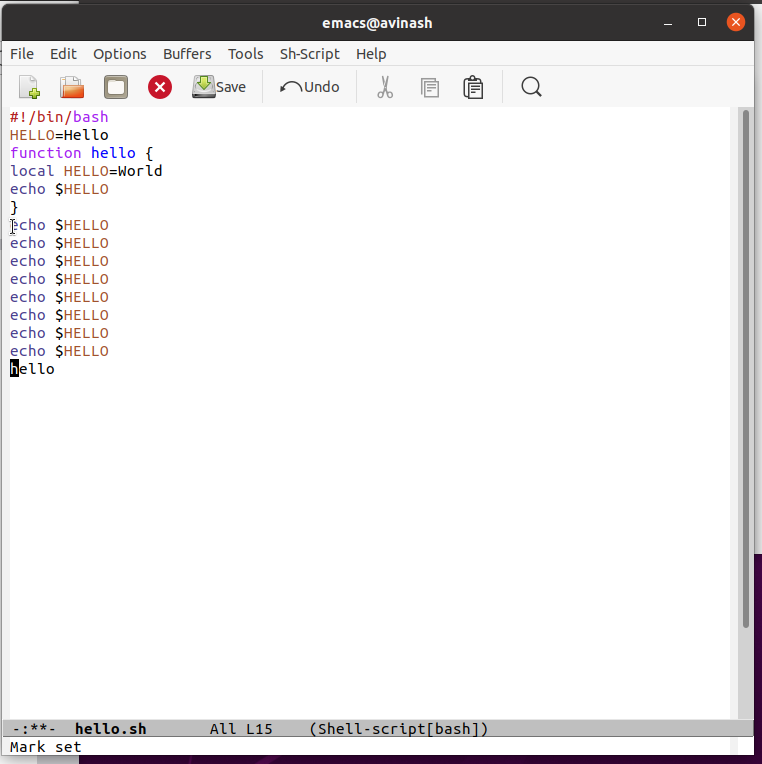 emacs@avinash
File Edit Options Buffers Tools Sh-Script Help
Save Undo
#!/bin/bash
HELLO=Hello
function hello {
local HELLO=World
echo $HELLO
}
echo $HELLO
echo $HELLO
echo $HELLO
echo $HELLO
echo $HELLO
echo $HELLO
echo $HELLO
echo $HELLO
hello
-:**-  hello.sh       All L15    (Shell-script[bash])
Mark set